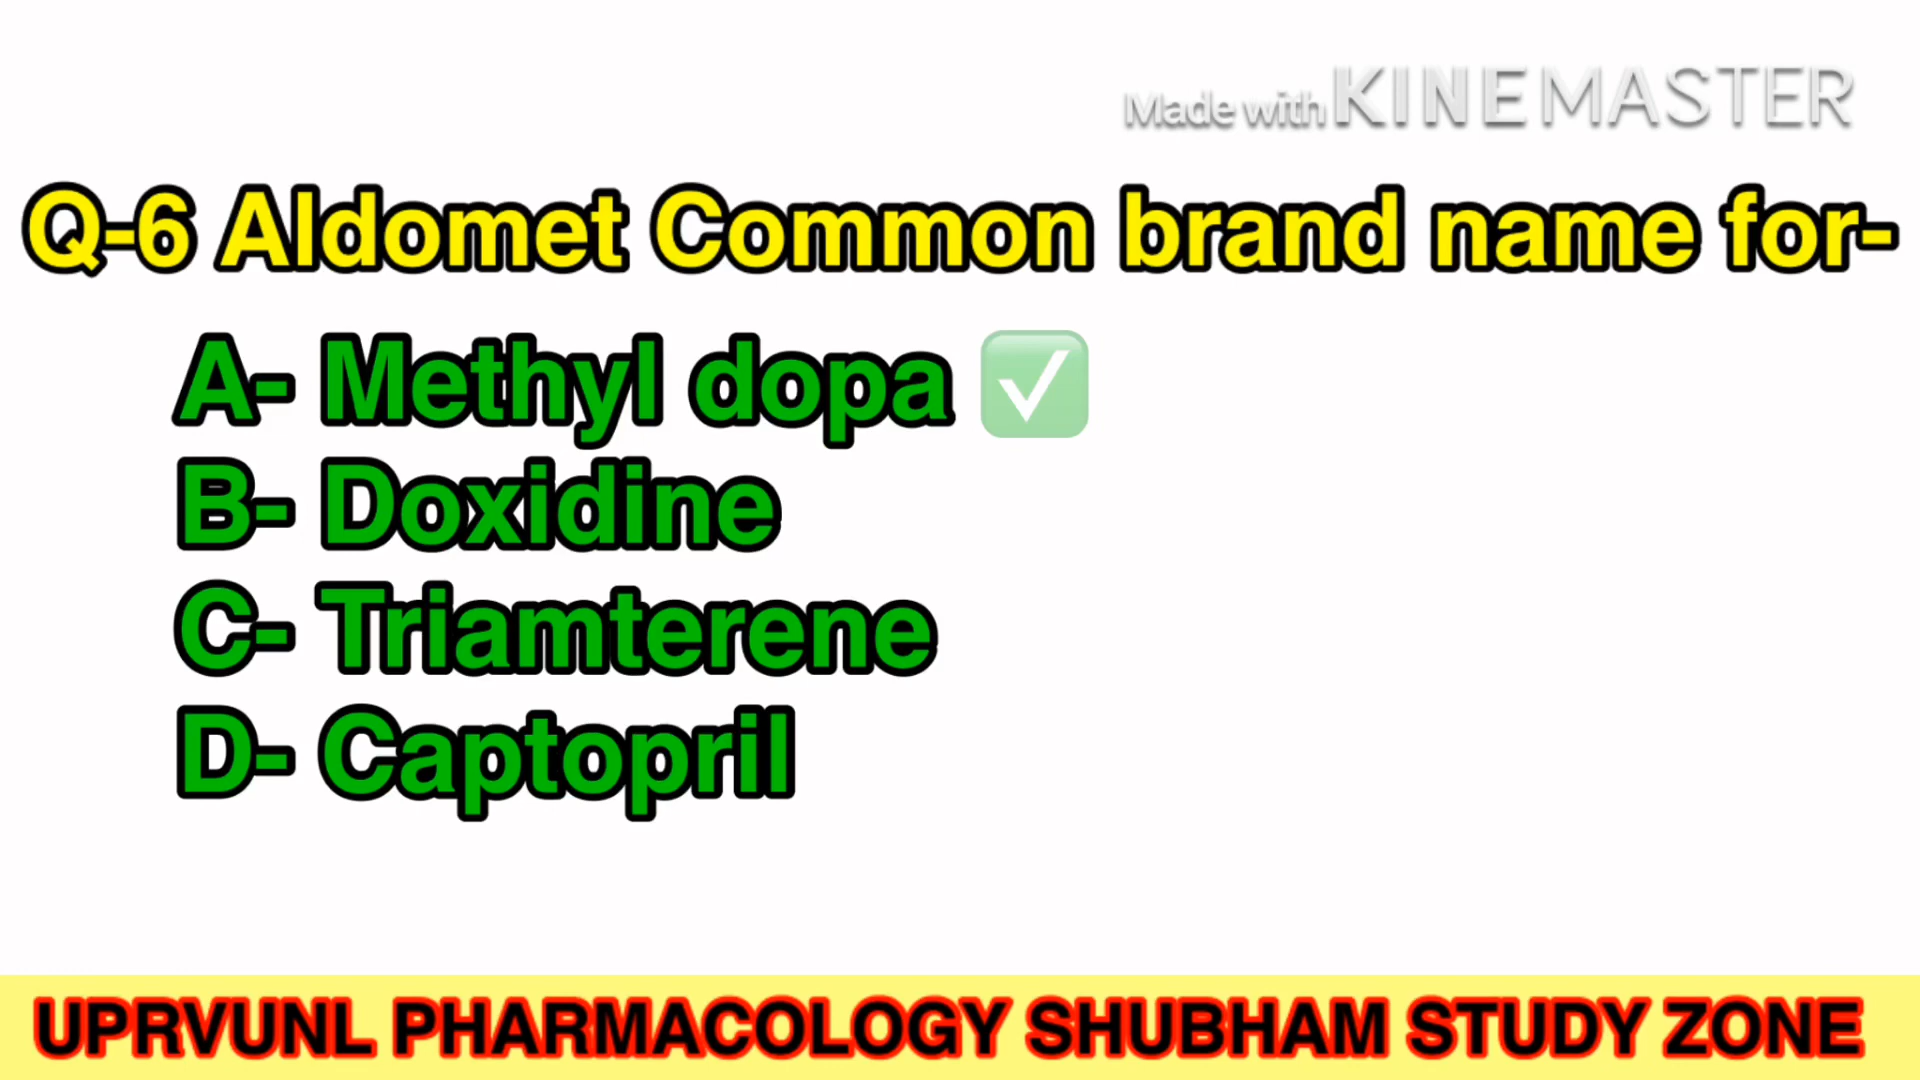 Made with KINEMASTER
Q-6 Aldomet Common brand name for-
A- Methyl dopa ✅
B- Doxidine
C- Triamterene
D- Captopril
UPRVUNL PHARMACOLOGY SHUBHAM STUDY ZONE